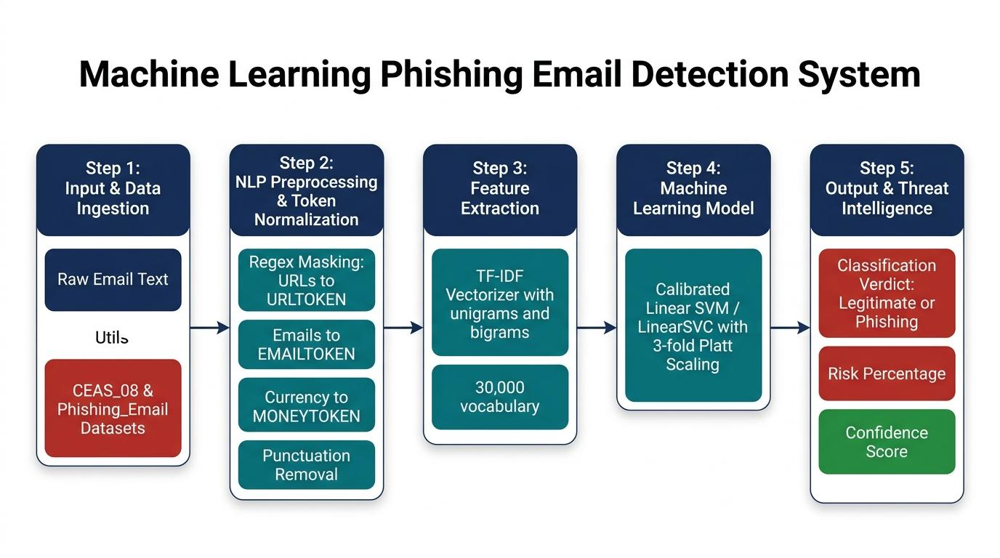 Machine Learning Phishing Email Detection System
Step 1:
Input & Data
Ingestion
Raw Email Text
Utils
CEAS_08 &
Phishing_Email
Datasets
Step 2:
NLP Preprocessing
& Token
Normalization
Regex Masking:
URLs to
URLTOKEN
Emails to
EMAILTOKEN
Currency to
MONEYTOKEN
Punctuation
Removal
Step 3:
Feature
Extraction
TF-IDF
Vectorizer with
unigrams and
bigrams
30,000
vocabulary
Step 4:
Machine
Learning Model
Calibrated
Linear SVM /
LinearSVC with
3-fold Platt
Scaling
Step 5:
Output & Threat
Intelligence
Classification
Verdict:
Legitimate or
Phishing
Risk Percentage
Confidence
Score